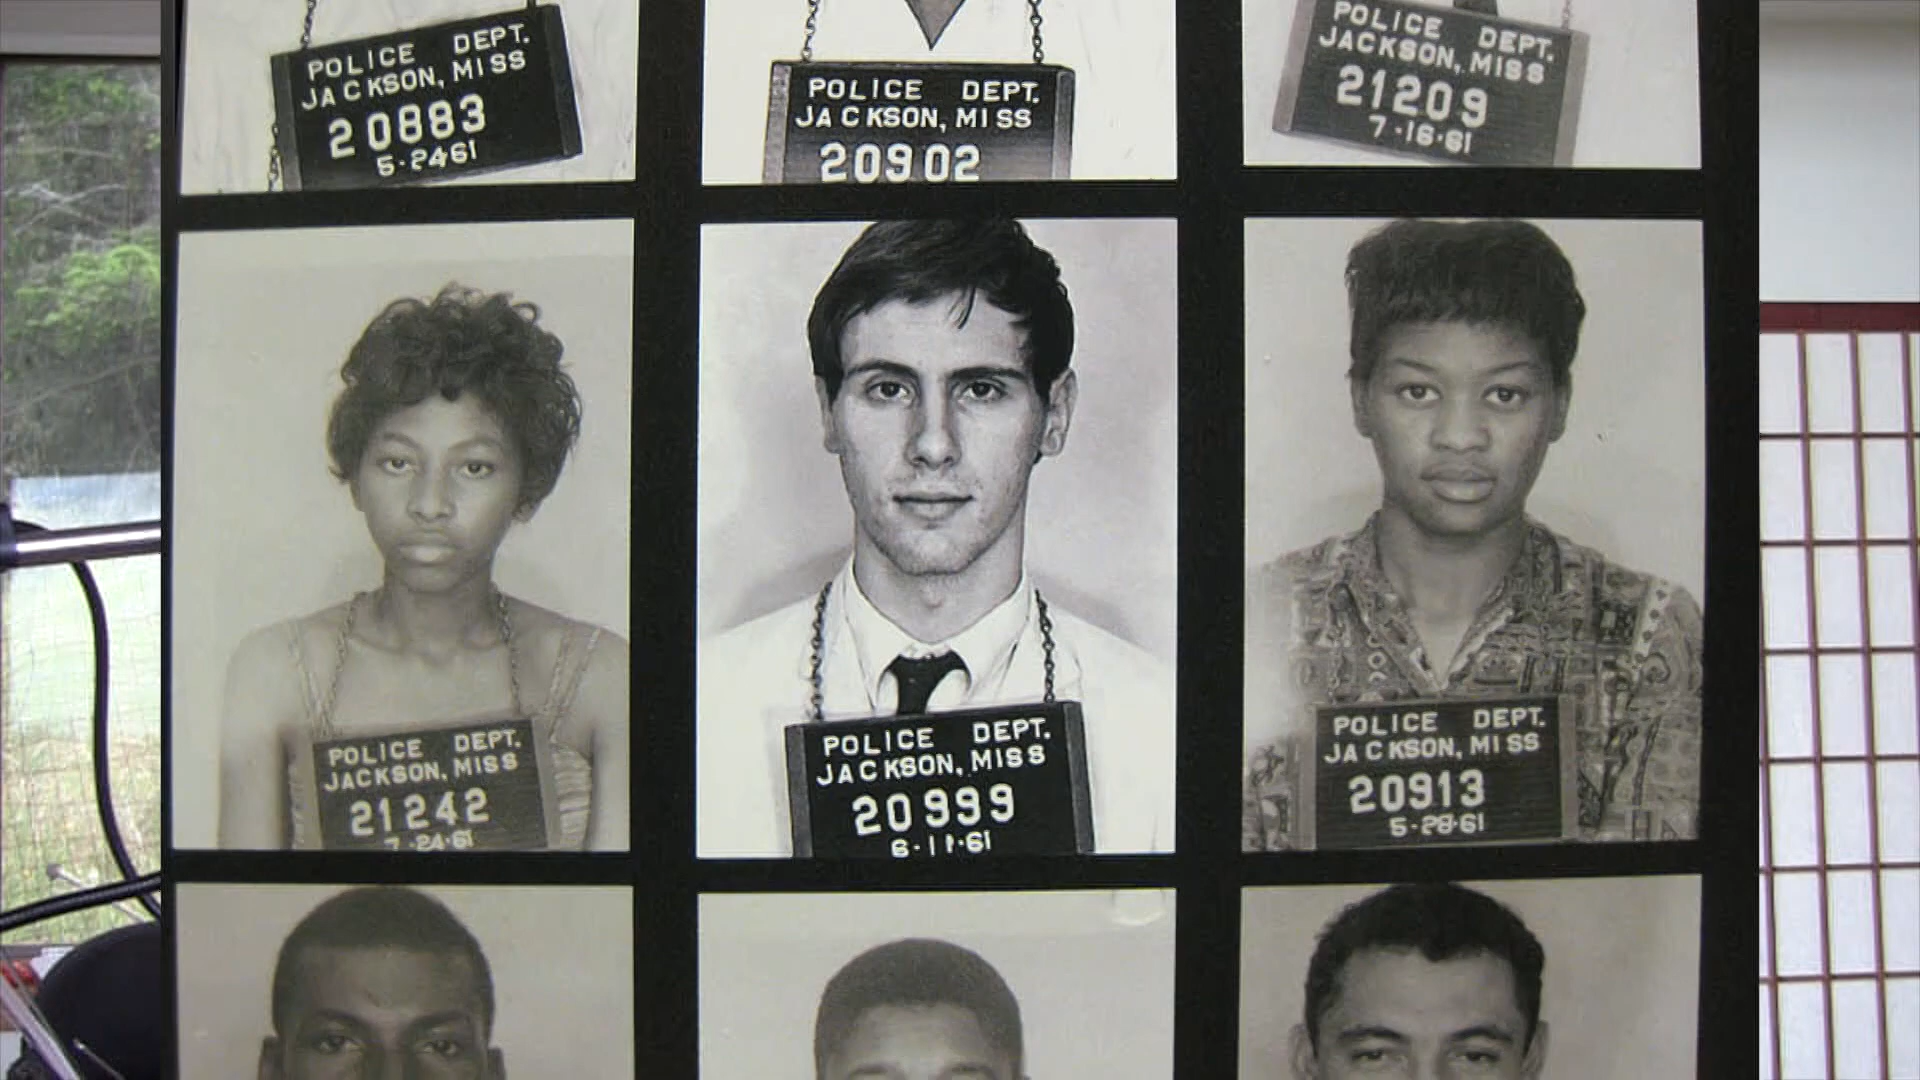 POLICE DEPT.
JACKSON, MISS
20883
5-2461
POLICE DEPT.
JACKSON, MISS
20902
POLICE DEPT.
JACKSON, MISS
21209
7-16-61
POLICE DEPT.
JACKSON, MISS
21242
7-24-61
POLICE DEPT.
JACKSON, MISS
20999
6-11-61
POLICE DEPT.
JACKSON, MISS
20913
5-28-61